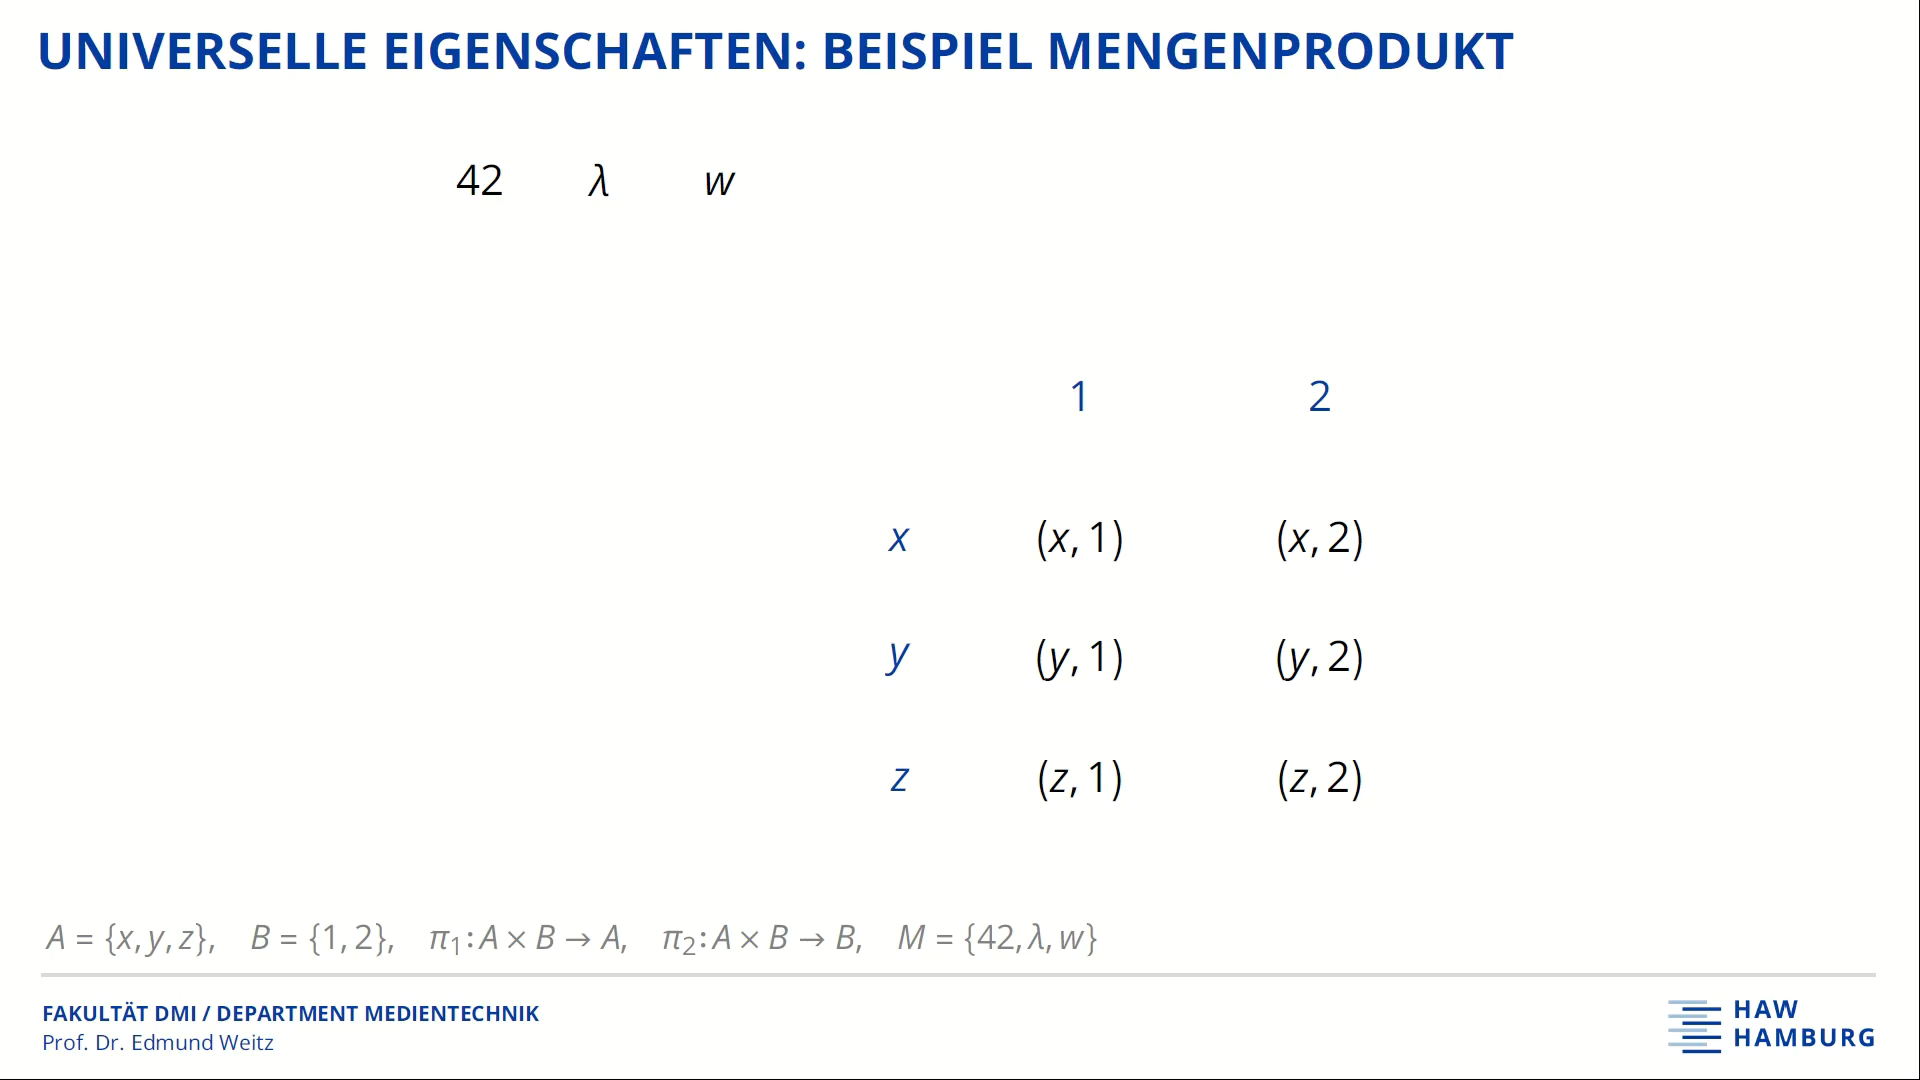 UNIVERSELLE EIGENSCHAFTEN: BEISPIEL MENGENPRODUKT
42 λ w
1 2
x (x, 1) (x, 2)
y (y, 1) (y, 2)
z (z, 1) (z, 2)
A = {x, y, z}, B = {1, 2}, π₁: A × B → A, π₂: A × B → B, M = {42, λ, w}
FAKULTÄT DMI / DEPARTMENT MEDIENTECHNIK
Prof. Dr. Edmund Weitz
HAW
HAMBURG